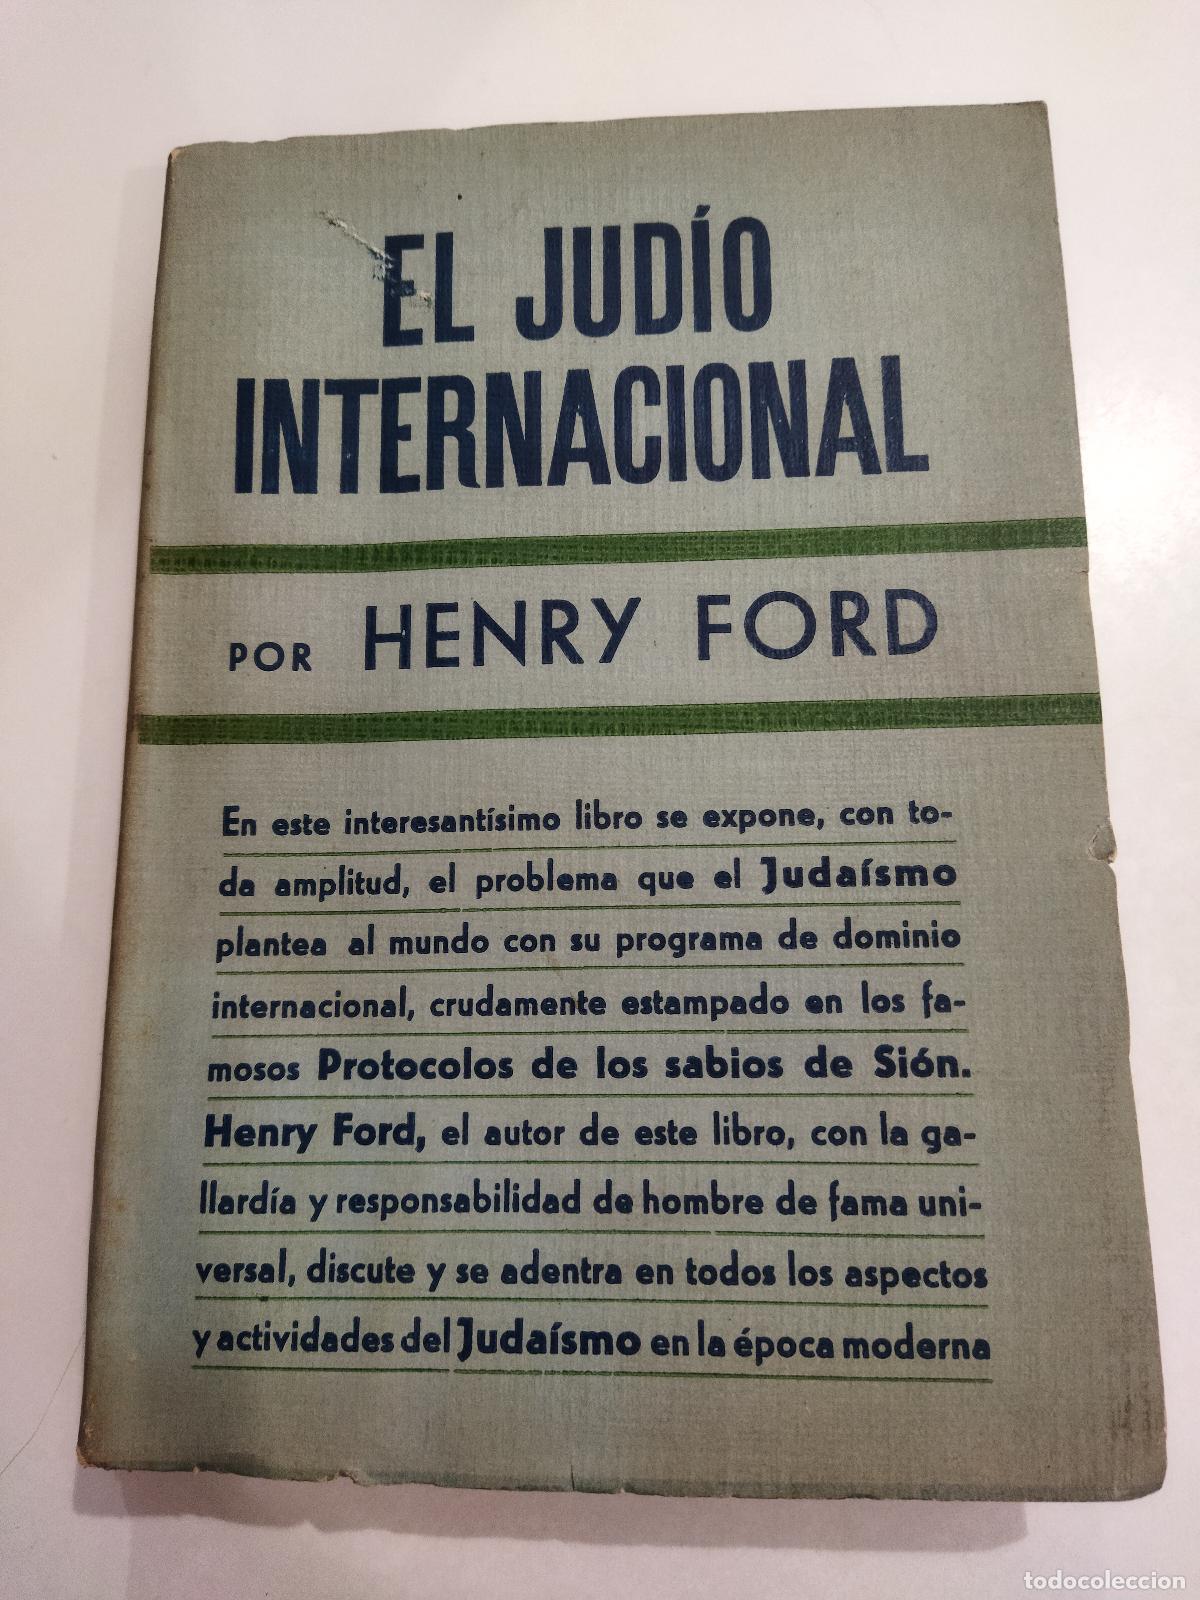 EL JUDÍO
INTERNACIONAL
POR HENRY FORD
En este interesantísimo libro se expone, con to-
da amplitud, el problema que el Judaísmo
plantea al mundo con su programa de dominio
internacional, crudamente estampado en los fa-
mosos Protocolos de los sabios de Sión.
Henry Ford, el autor de este libro, con la ga-
llardía y responsabilidad de hombre de fama uni-
versal, discute y se adentra en todos los aspectos
y actividades del Judaísmo en la época moderna
todocoleccion